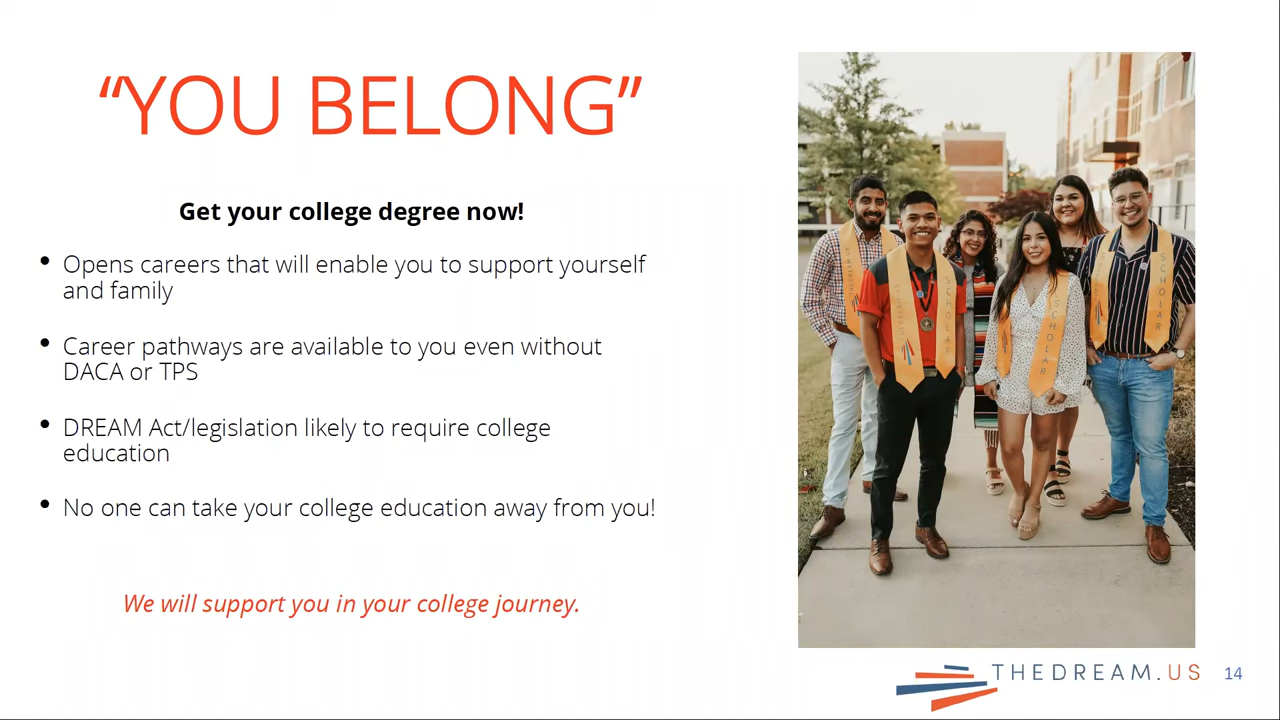 “YOU BELONG”
Get your college degree now!
• Opens careers that will enable you to support yourself
and family
• Career pathways are available to you even without
DACA or TPS
• DREAM Act/legislation likely to require college
education
• No one can take your college education away from you!
We will support you in your college journey.
SCHOLAR
SCHOLAR
SCHOLAR
THEDREAM.US 14